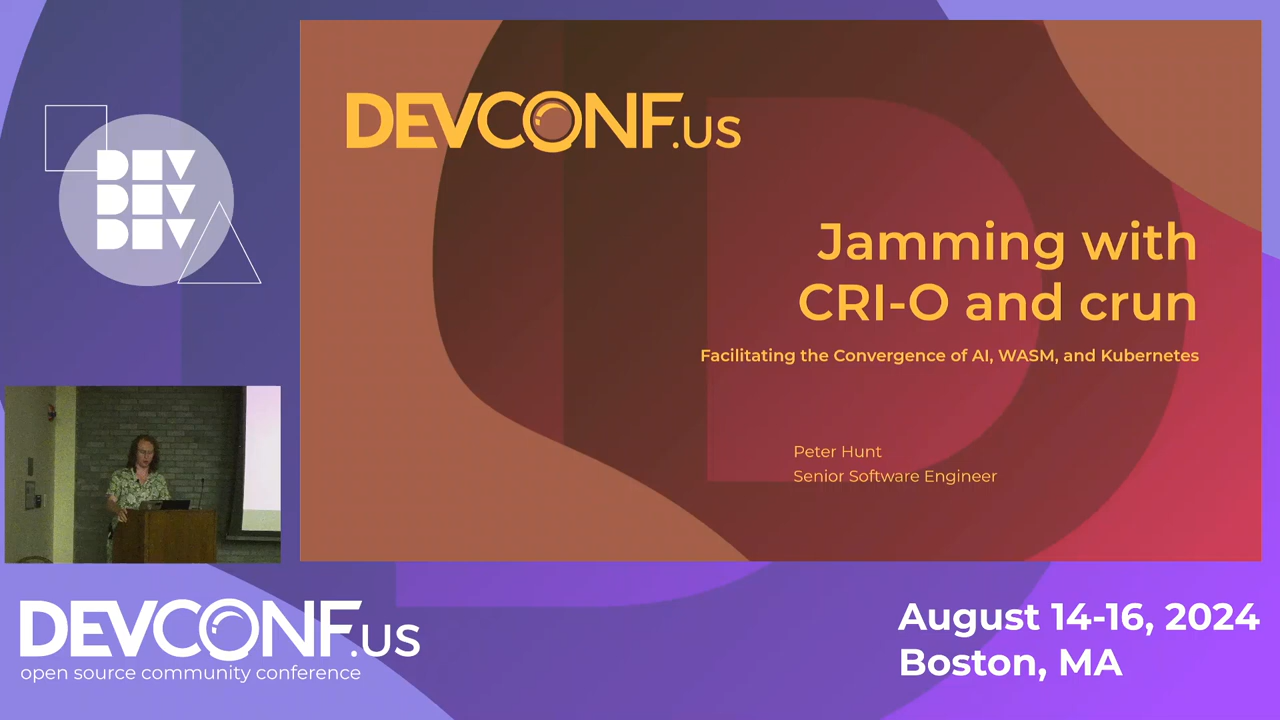 DEV
DEV
DEV
DEVCONF.us
Jamming with
CRI-O and crun
Facilitating the Convergence of AI, WASM, and Kubernetes
Peter Hunt
Senior Software Engineer
DEVCONF.us
open source community conference
August 14-16, 2024
Boston, MA